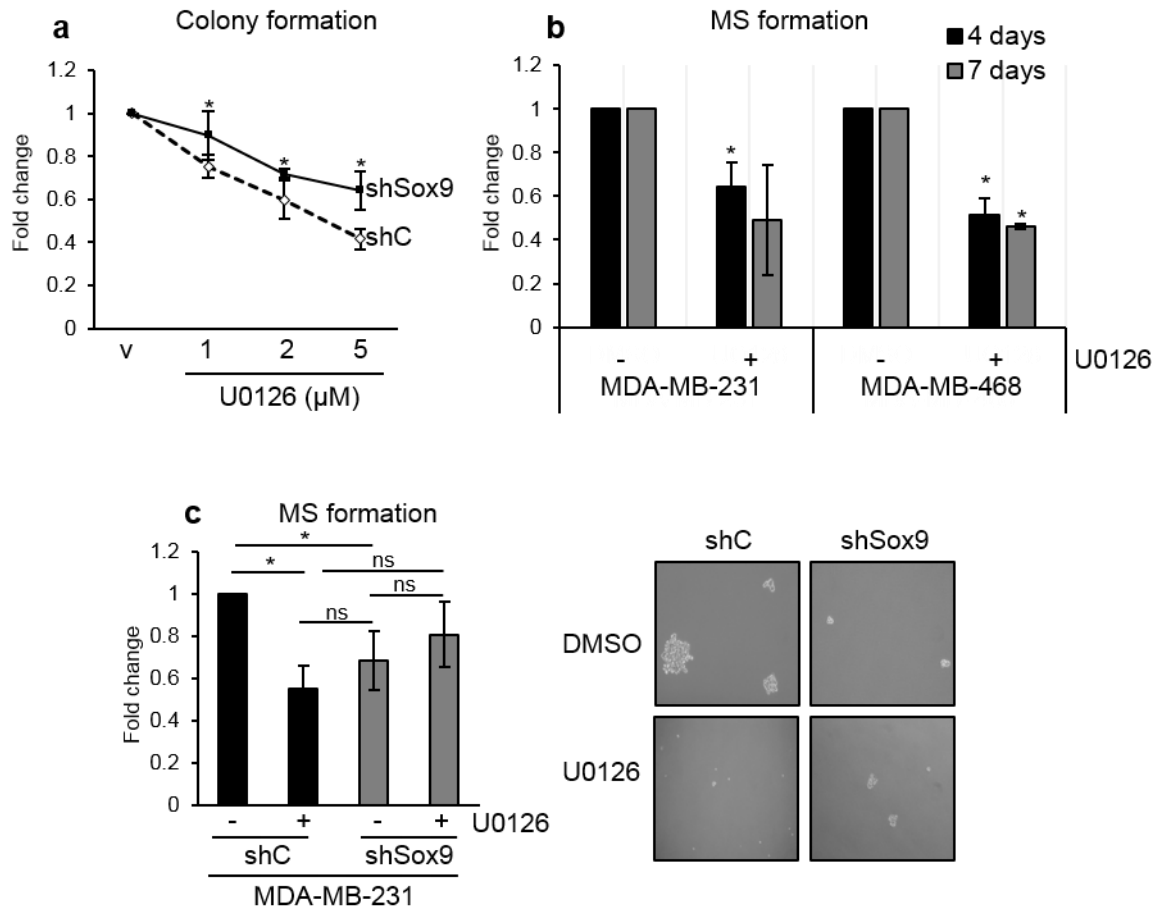 a
Colony formation
Fold change
1.2
1
0.8
0.6
0.4
0.2
0
*
*
*
shSox9
shC
v
1
2
5
U0126 (µM)
b
MS formation
4 days
7 days
Fold change
1.2
1
0.8
0.6
0.4
0.2
0
*
*
*
-
+
-
+
U0126
MDA-MB-231
MDA-MB-468
c
MS formation
Fold change
1.2
1
0.8
0.6
0.4
0.2
0
*
*
ns
ns
ns
-
+
-
+
U0126
shC
shSox9
MDA-MB-231
shC
shSox9
DMSO
U0126